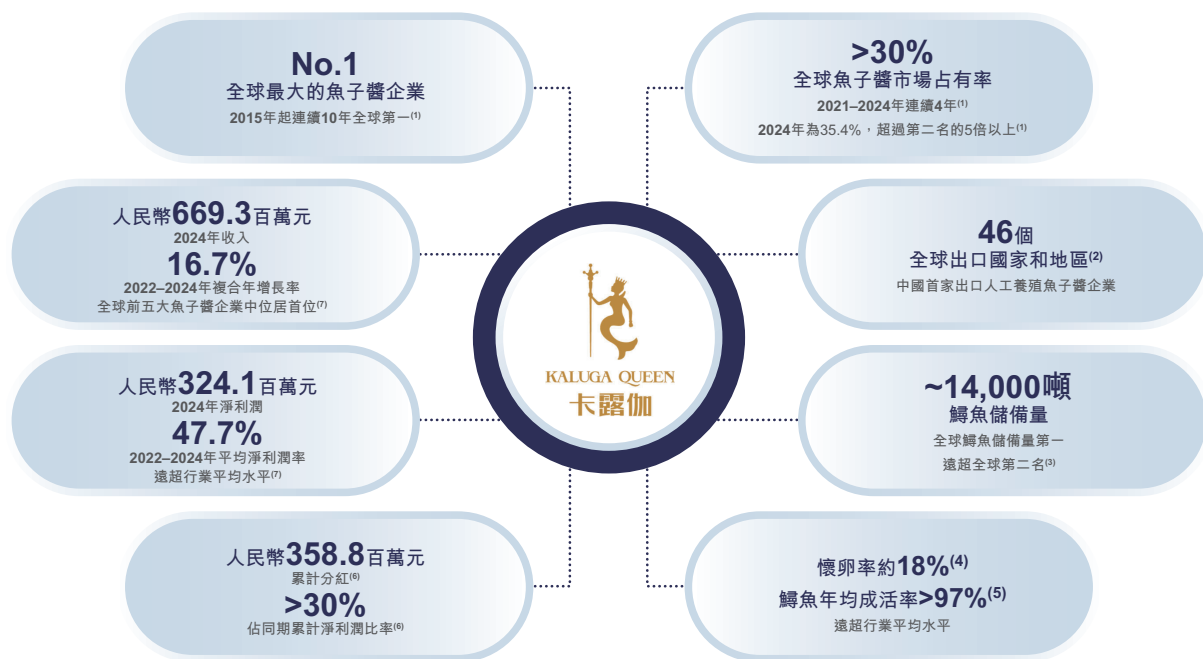 No.1
全球最大的魚子醬企業
2015年起連續10年全球第一(1)
>30%
全球魚子醬市場占有率
2021–2024年連續4年(1)
2024年為35.4%，超過第二名的5倍以上(1)
人民幣669.3百萬元
2024年收入
16.7%
2022–2024年複合年增長率
全球前五大魚子醬企業中位居首位(7)
46個
全球出口國家和地區(2)
中國首家出口人工養殖魚子醬企業
KALUGA QUEEN
卡露伽
人民幣324.1百萬元
2024年淨利潤
47.7%
2022–2024年平均淨利潤率
遠超行業平均水平(7)
~14,000噸
鱘魚儲備量
全球鱘魚儲備量第一
遠超全球第二名(3)
人民幣358.8百萬元
累計分紅(6)
>30%
佔同期累計淨利潤比率(6)
懷卵率約18%(4)
鱘魚年均成活率>97%(5)
遠超行業平均水平